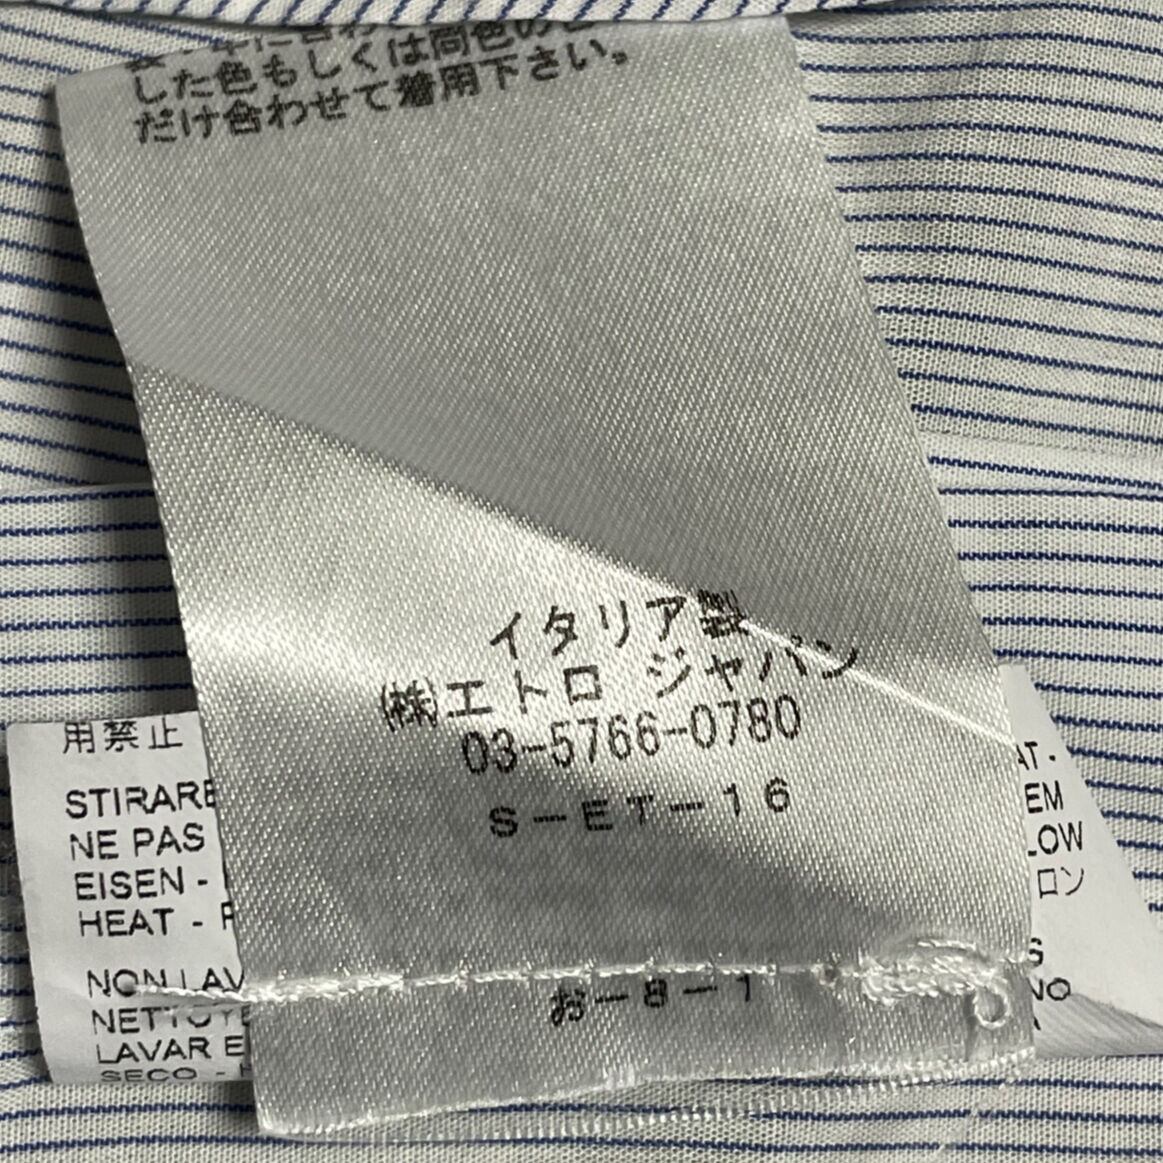 した色もしくは同色の
だけ合わせて着用下さい。
イタリア製
㈱エトロ ジャパン
03-5766-0780
S-ET-16
お-8-1
用禁止
STIRARE
NE PAS
EISEN -
HEAT -
NON LAV
NETTOYE
LAVAR E
SECO -
AT -
EM
LOW
ロン
S
NO